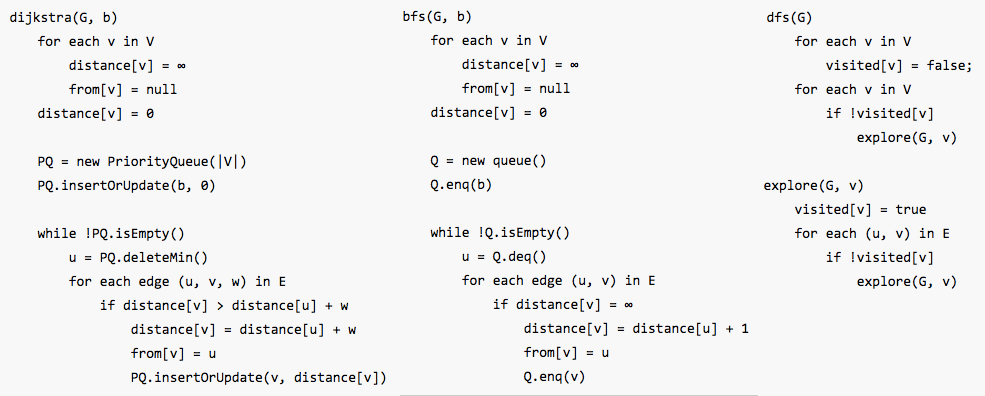 dijkstra(G, b)
for each v in V
distance[v] = ∞
from[v] = null
distance[v] = 0
PQ = new PriorityQueue(|V|)
PQ.insertOrUpdate(b, 0)
while !PQ.isEmpty()
u = PQ.deleteMin()
for each edge (u, v, w) in E
if distance[v] > distance[u] + w
distance[v] = distance[u] + w
from[v] = u
PQ.insertOrUpdate(v, distance[v])
bfs(G, b)
for each v in V
distance[v] = ∞
from[v] = null
distance[v] = 0
Q = new queue()
Q.enq(b)
while !Q.isEmpty()
u = Q.deq()
for each edge (u, v) in E
if distance[v] = ∞
distance[v] = distance[u] + 1
from[v] = u
Q.enq(v)
dfs(G)
for each v in V
visited[v] = false;
for each v in V
if !visited[v]
explore(G, v)
explore(G, v)
visited[v] = true
for each (u, v) in E
if !visited[v]
explore(G, v)